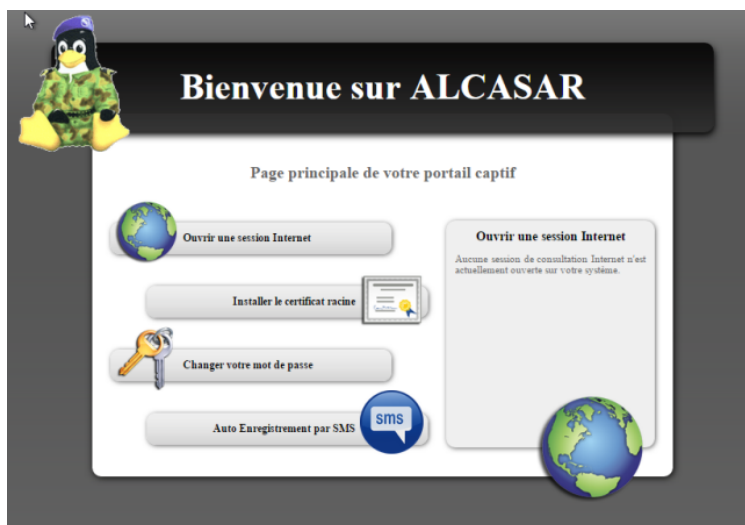 Bienvenue sur ALCASAR
Page principale de votre portail captif
Ouvrir une session Internet
Installer le certificat racine
Changer votre mot de passe
Auto Enregistrement par SMS
sms
Ouvrir une session Internet
Aucune session de consultation Internet n'est
actuellement ouverte sur votre système.